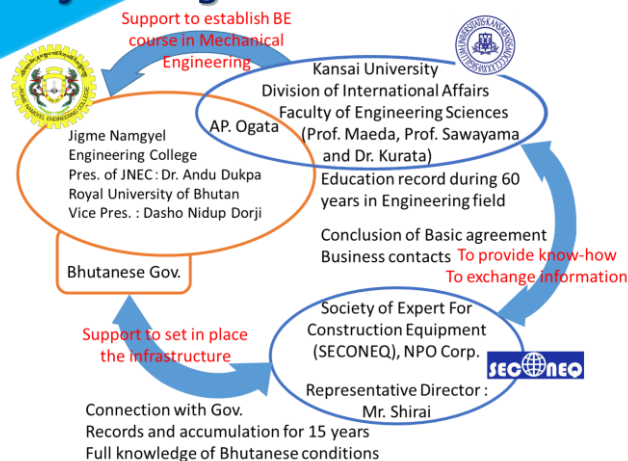 Support to establish BE
course in Mechanical
Engineering
Kansai University
Division of International Affairs
Faculty of Engineering Sciences
(Prof. Maeda, Prof. Sawayama
and Dr. Kurata)
AP. Ogata
Jigme Namgyel
Engineering College
Pres. of JNEC : Dr. Andu Dukpa
Royal University of Bhutan
Vice Pres. : Dasho Nidup Dorji
Education record during 60
years in Engineering field
Conclusion of Basic agreement
Business contacts
To provide know-how
To exchange information
Bhutanese Gov.
Support to set in place
the infrastructure
Society of Expert For
Construction Equipment
(SECONEQ), NPO Corp.
Representative Director :
Mr. Shirai
SECONEQ
Connection with Gov.
Records and accumulation for 15 years
Full knowledge of Bhutanese conditions